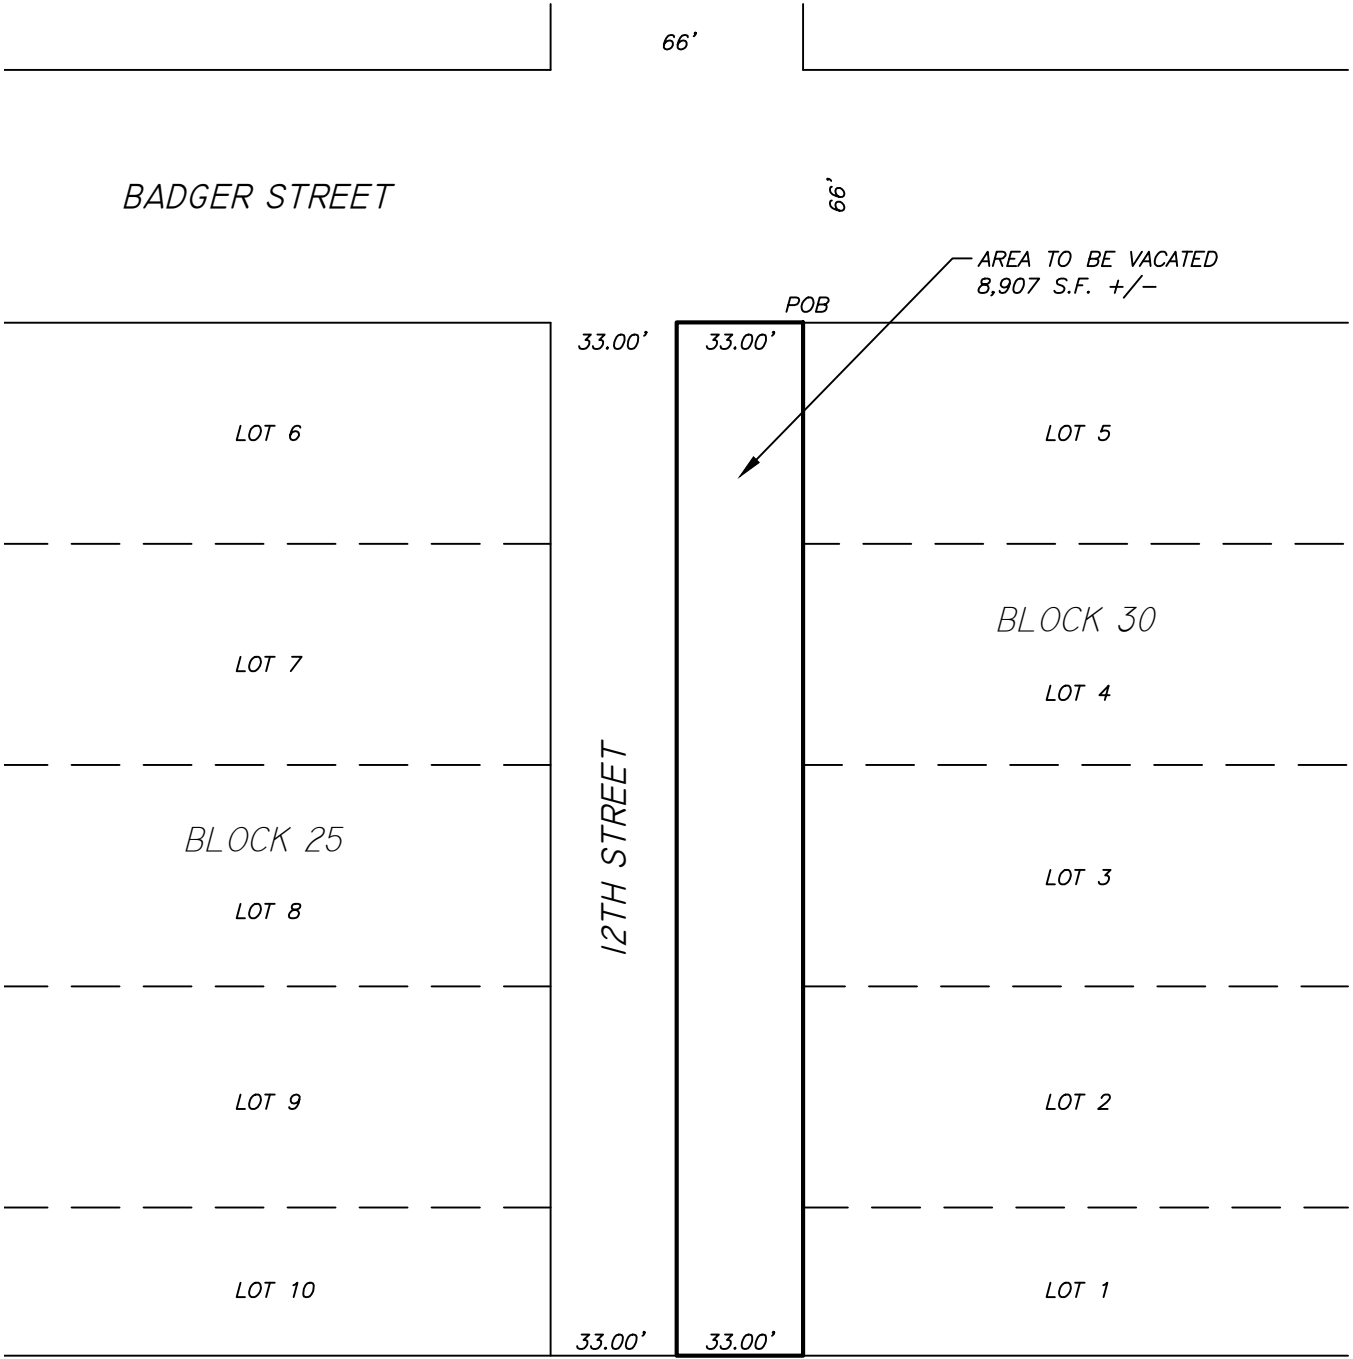 66'
BADGER STREET
66'
AREA TO BE VACATED
8,907 S.F. +/-
POB
33.00'
33.00'
LOT 6
LOT 5
BLOCK 30
LOT 7
LOT 4
12TH STREET
BLOCK 25
LOT 3
LOT 8
LOT 9
LOT 2
LOT 10
LOT 1
33.00'
33.00'